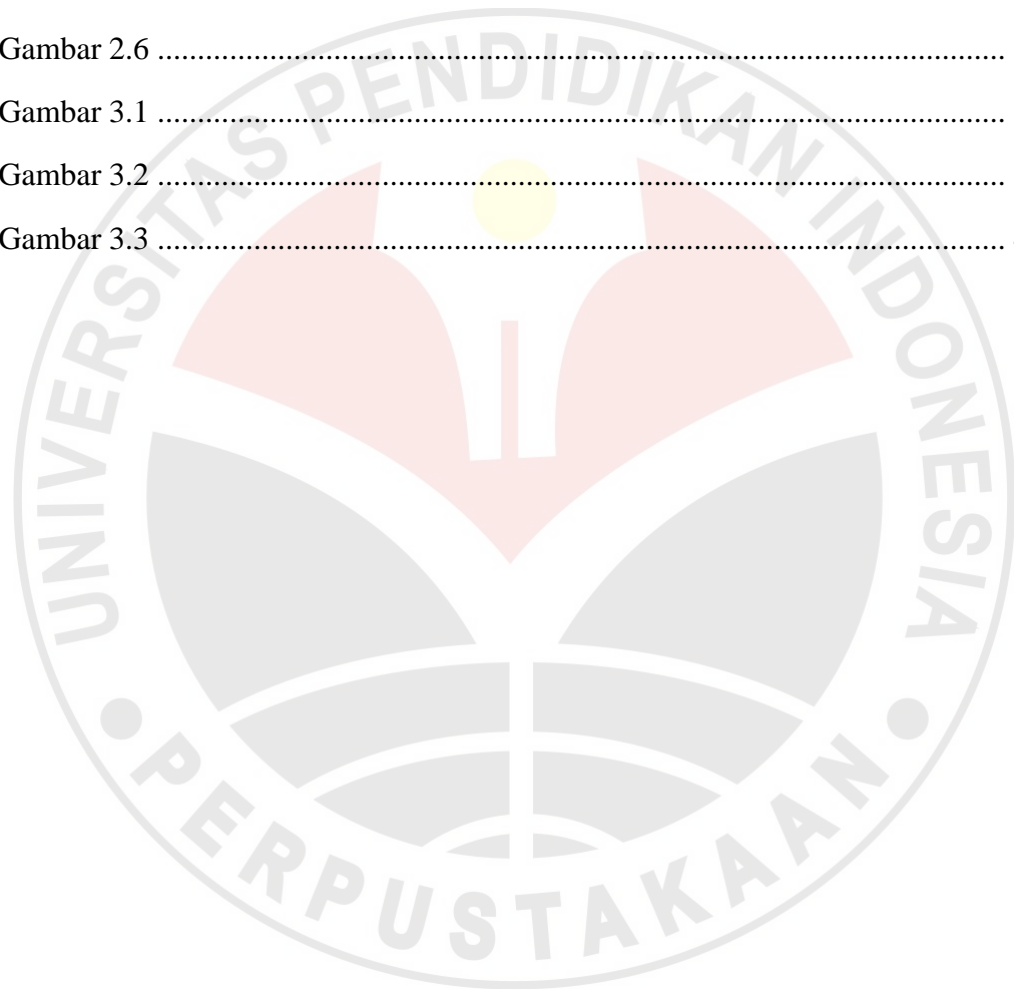 Gambar 2.6 ............................................................................................................
Gambar 3.1 ............................................................................................................
Gambar 3.2 ............................................................................................................
Gambar 3.3 ............................................................................................................
UNIVERSITAS PENDIDIKAN INDONESIA
PERPUSTAKAAN